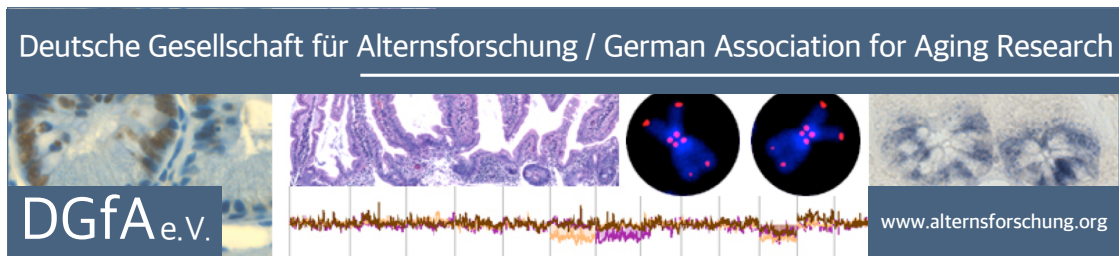 Deutsche Gesellschaft für Alternsforschung / German Association for Aging Research
DGfA e.V.
www.alternsforschung.org